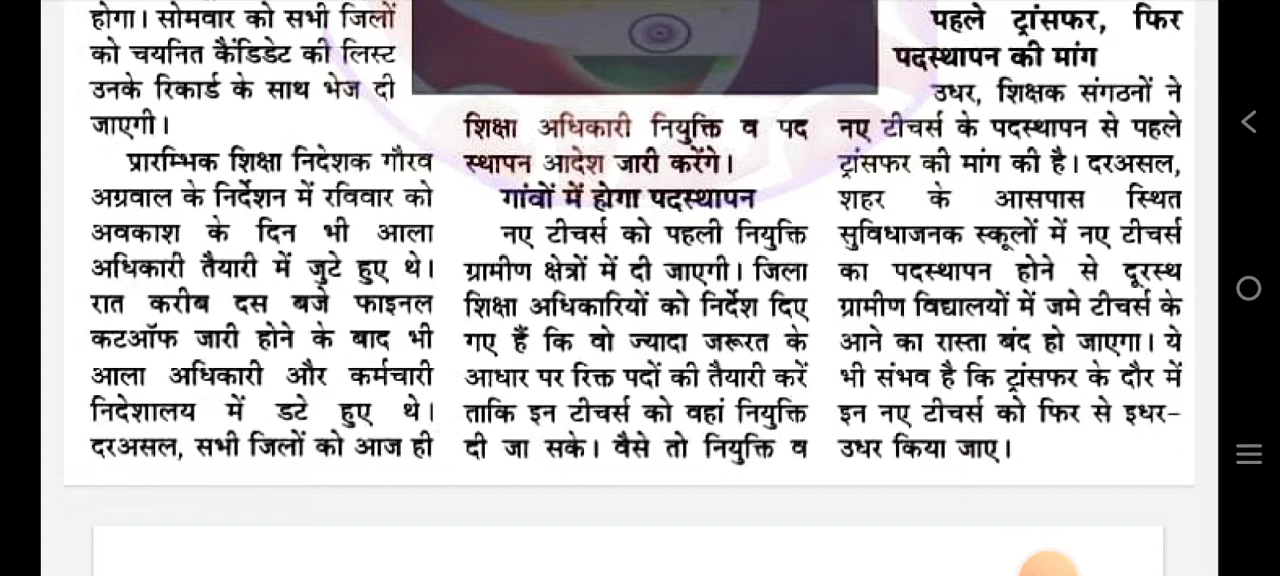 होगा। सोमवार को सभी जिलों
को चयनित कैंडिडेट की लिस्ट
उनके रिकार्ड के साथ भेज दी
जाएगी।
प्रारम्भिक शिक्षा निदेशक गौरव
अग्रवाल के निर्देशन में रविवार को
अवकाश के दिन भी आला
अधिकारी तैयारी में जुटे हुए थे।
रात करीब दस बजे फाइनल
कटऑफ जारी होने के बाद भी
आला अधिकारी और कर्मचारी
निदेशालय में डटे हुए थे।
दरअसल, सभी जिलों को आज ही
शिक्षा अधिकारी नियुक्ति व पद
स्थापन आदेश जारी करेंगे।
गांवों में होगा पदस्थापन
नए टीचर्स को पहली नियुक्ति
ग्रामीण क्षेत्रों में दी जाएगी। जिला
शिक्षा अधिकारियों को निर्देश दिए
गए हैं कि वो ज्यादा जरूरत के
आधार पर रिक्त पदों की तैयारी करें
ताकि इन टीचर्स को वहां नियुक्ति
दी जा सके। वैसे तो नियुक्ति व
पहले ट्रांसफर, फिर
पदस्थापन की मांग
उधर, शिक्षक संगठनों ने
नए टीचर्स के पदस्थापन से पहले
ट्रांसफर की मांग की है। दरअसल,
शहर के आसपास स्थित
सुविधाजनक स्कूलों में नए टीचर्स
का पदस्थापन होने से दूरस्थ
ग्रामीण विद्यालयों में जमे टीचर्स के
आने का रास्ता बंद हो जाएगा। ये
भी संभव है कि ट्रांसफर के दौर में
इन नए टीचर्स को फिर से इधर-
उधर किया जाए।